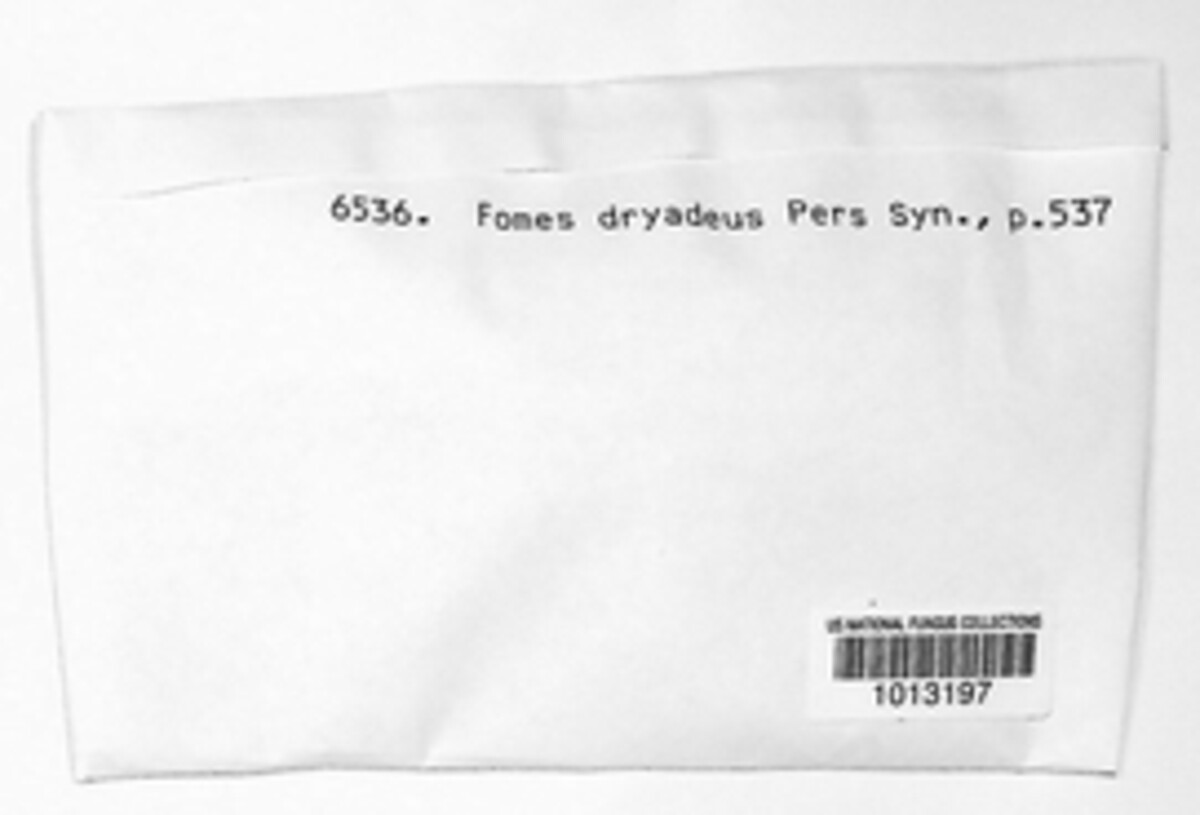 6536. Fomes dryadeus Pers Syn., p.537
US NATIONAL FUNGUS COLLECTIONS
1013197